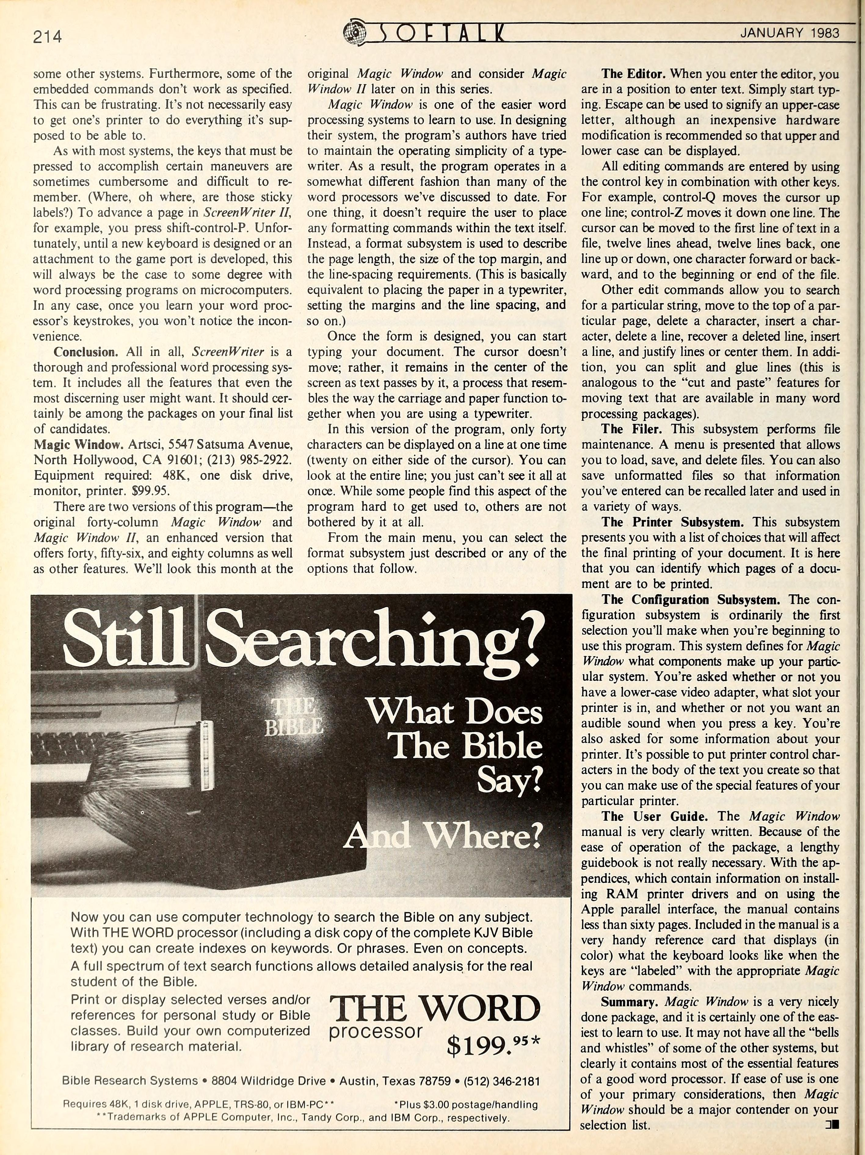 214
SOFTALK
JANUARY 1983
some other systems. Furthermore, some of the
embedded commands don't work as specified.
This can be frustrating. It's not necessarily easy
to get one's printer to do everything it's sup-
posed to be able to.
As with most systems, the keys that must be
pressed to accomplish certain maneuvers are
sometimes cumbersome and difficult to re-
member. (Where, oh where, are those sticky
labels?) To advance a page in ScreenWriter II,
for example, you press shift-control-P. Unfor-
tunately, until a new keyboard is designed or an
attachment to the game port is developed, this
will always be the case to some degree with
word processing programs on microcomputers.
In any case, once you learn your word proc-
essor's keystrokes, you won't notice the incon-
venience.
Conclusion. All in all, ScreenWriter is a
thorough and professional word processing sys-
tem. It includes all the features that even the
most discerning user might want. It should cer-
tainly be among the packages on your final list
of candidates.
Magic Window. Artsci, 5547 Satsuma Avenue,
North Hollywood, CA 91601; (213) 985-2922.
Equipment required: 48K, one disk drive,
monitor, printer. $99.95.
There are two versions of this program—the
original forty-column Magic Window and
Magic Window II, an enhanced version that
offers forty, fifty-six, and eighty columns as well
as other features. We'll look this month at the
original Magic Window and consider Magic
Window II later on in this series.
Magic Window is one of the easier word
processing systems to learn to use. In designing
their system, the program's authors have tried
to maintain the operating simplicity of a type-
writer. As a result, the program operates in a
somewhat different fashion than many of the
word processors we've discussed to date. For
one thing, it doesn't require the user to place
any formatting commands within the text itself.
Instead, a format subsystem is used to describe
the page length, the size of the top margin, and
the line-spacing requirements. (This is basically
equivalent to placing the paper in a typewriter,
setting the margins and the line spacing, and
so on.)
Once the form is designed, you can start
typing your document. The cursor doesn't
move; rather, it remains in the center of the
screen as text passes by it, a process that resem-
bles the way the carriage and paper function to-
gether when you are using a typewriter.
In this version of the program, only forty
characters can be displayed on a line at one time
(twenty on either side of the cursor). You can
look at the entire line; you just can't see it all at
once. While some people find this aspect of the
program hard to get used to, others are not
bothered by it at all.
From the main menu, you can select the
format subsystem just described or any of the
options that follow.
The Editor. When you enter the editor, you
are in a position to enter text. Simply start typ-
ing. Escape can be used to signify an upper-case
letter, although an inexpensive hardware
modification is recommended so that upper and
lower case can be displayed.
All editing commands are entered by using
the control key in combination with other keys.
For example, control-Q moves the cursor up
one line; control-Z moves it down one line. The
cursor can be moved to the first line of text in a
file, twelve lines ahead, twelve lines back, one
line up or down, one character forward or back-
ward, and to the beginning or end of the file.
Other edit commands allow you to search
for a particular string, move to the top of a par-
ticular page, delete a character, insert a char-
acter, delete a line, recover a deleted line, insert
a line, and justify lines or center them. In addi-
tion, you can split and glue lines (this is
analogous to the "cut and paste" features for
moving text that are available in many word
processing packages).
The Filer. This subsystem performs file
maintenance. A menu is presented that allows
you to load, save, and delete files. You can also
save unformatted files so that information
you've entered can be recalled later and used in
a variety of ways.
The Printer Subsystem. This subsystem
presents you with a list of choices that will affect
the final printing of your document. It is here
that you can identify which pages of a docu-
ment are to be printed.
The Configuration Subsystem. The con-
figuration subsystem is ordinarily the first
selection you'll make when you're beginning to
use this program. This system defines for Magic
Window what components make up your partic-
ular system. You're asked whether or not you
have a lower-case video adapter, what slot your
printer is in, and whether or not you want an
audible sound when you press a key. You're
also asked for some information about your
printer. It's possible to put printer control char-
acters in the body of the text you create so that
you can make use of the special features of your
particular printer.
The User Guide. The Magic Window
manual is very clearly written. Because of the
ease of operation of the package, a lengthy
guidebook is not really necessary. With the ap-
pendices, which contain information on install-
ing RAM printer drivers and on using the
Apple parallel interface, the manual contains
less than sixty pages. Included in the manual is a
very handy reference card that displays (in
color) what the keyboard looks like when the
keys are "labeled" with the appropriate Magic
Window commands.
Summary. Magic Window is a very nicely
done package, and it is certainly one of the eas-
iest to learn to use. It may not have all the "bells
and whistles" of some of the other systems, but
clearly it contains most of the essential features
of a good word processor. If ease of use is one
of your primary considerations, then Magic
Window should be a major contender on your
selection list.
Still Searching?
THE
BIBLE
What Does
The Bible
Say?
And Where?
Now you can use computer technology to search the Bible on any subject.
With THE WORD processor (including a disk copy of the complete KJV Bible
text) you can create indexes on keywords. Or phrases. Even on concepts.
A full spectrum of text search functions allows detailed analysis for the real
student of the Bible.
Print or display selected verses and/or
references for personal study or Bible
classes. Build your own computerized
library of research material.
THE WORD
processor
$199.95*
Bible Research Systems • 8804 Wildridge Drive • Austin, Texas 78759 • (512) 346-2181
Requires 48K, 1 disk drive, APPLE, TRS-80, or IBM-PC** *Plus $3.00 postage/handling
**Trademarks of APPLE Computer, Inc., Tandy Corp., and IBM Corp., respectively.